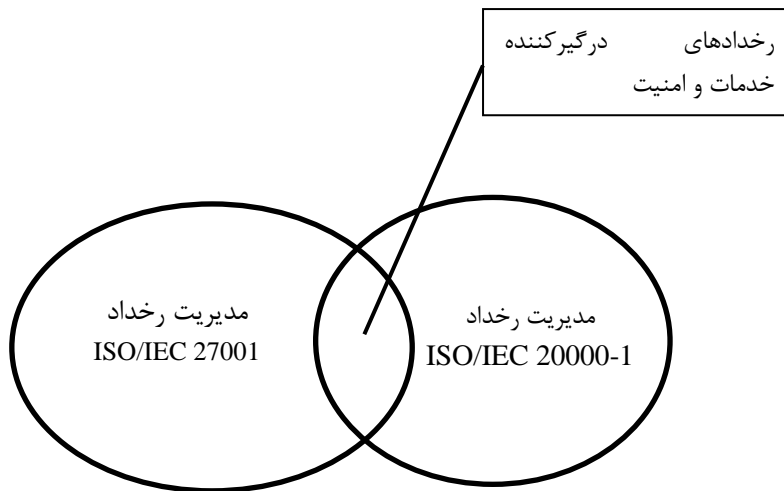 رخدادهای درگیرکننده
خدمات و امنیت
مدیریت رخداد
ISO/IEC 27001
مدیریت رخداد
ISO/IEC 20000-1